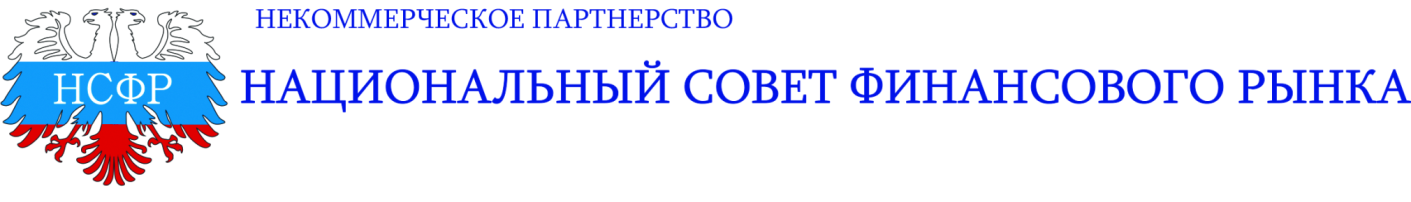 НЕКОММЕРЧЕСКОЕ ПАРТНЕРСТВО
НСФР
НАЦИОНАЛЬНЫЙ СОВЕТ ФИНАНСОВОГО РЫНКА